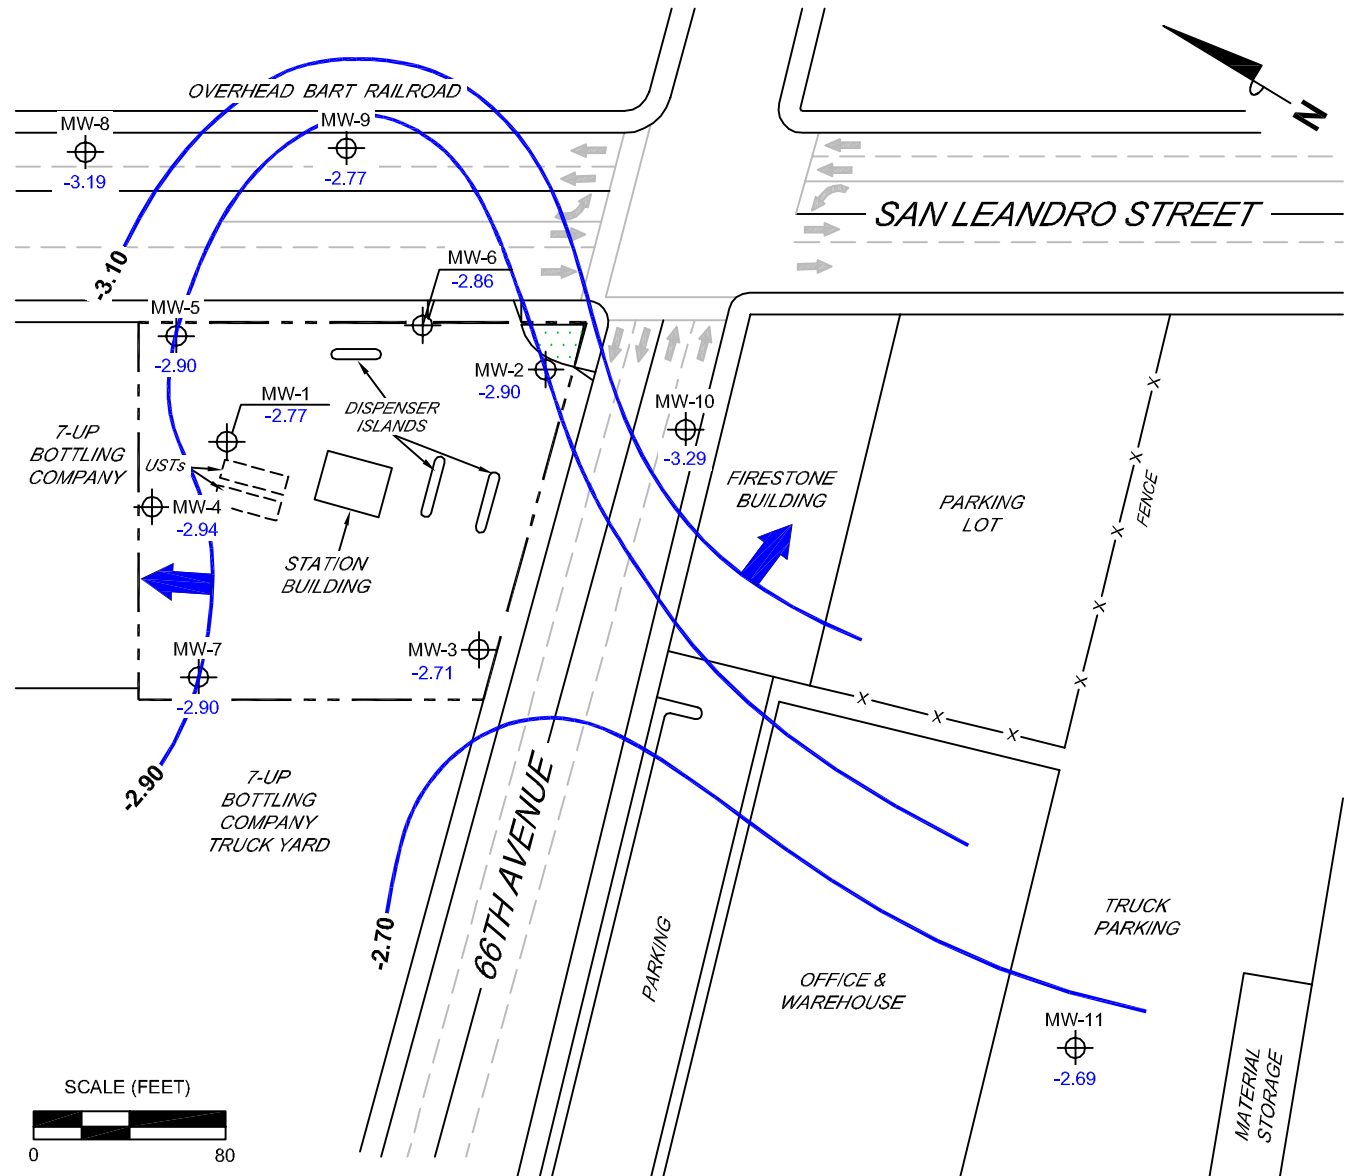 OVERHEAD BART RAILROAD
N
MW-8
-3.19
MW-9
-2.77
SAN LEANDRO STREET
-3.10
MW-6
-2.86
MW-5
-2.90
MW-2
-2.90
MW-1
-2.77
DISPENSER
ISLANDS
MW-10
-3.29
7-UP
BOTTLING
COMPANY
USTs
MW-4
-2.94
STATION
BUILDING
FIRESTONE
BUILDING
PARKING
LOT
FENCE
X
X
X
X
X
X
X
X
MW-7
-2.90
MW-3
-2.71
-2.90
7-UP
BOTTLING
COMPANY
TRUCK YARD
66TH AVENUE
-2.70
PARKING
OFFICE &
WAREHOUSE
TRUCK
PARKING
MW-11
-2.69
MATERIAL
STORAGE
SCALE (FEET)
0 80